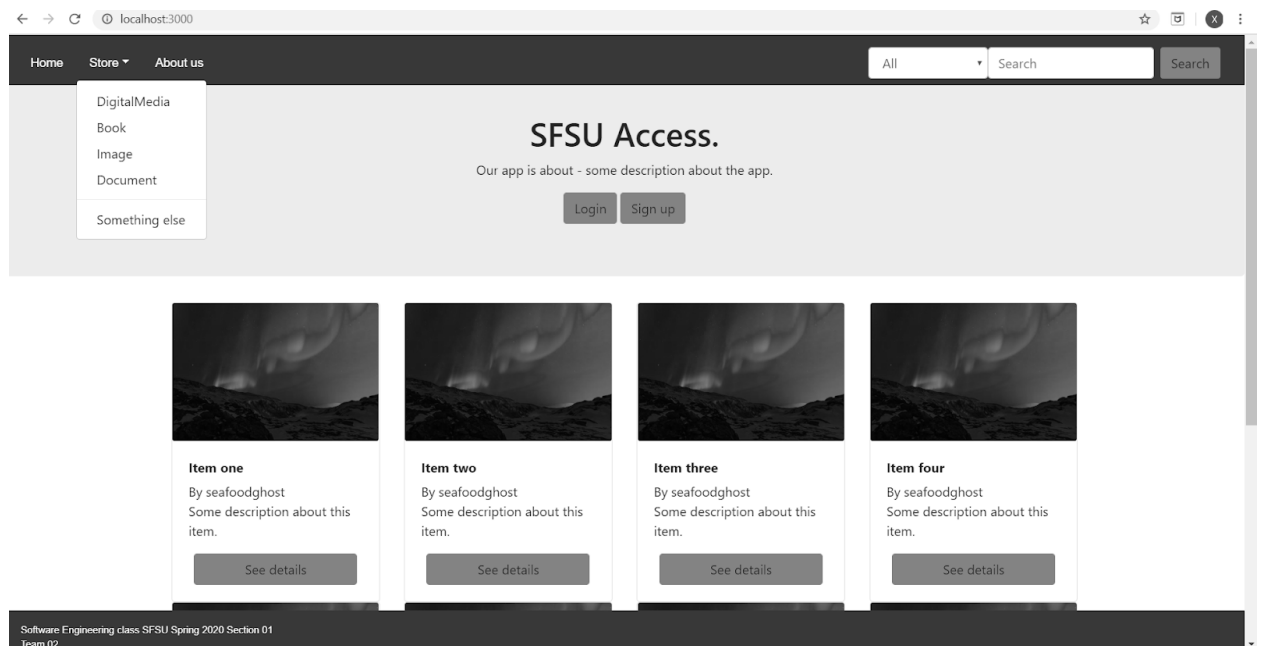 localhost:3000
X
Home Store About us All Search Search
DigitalMedia
Book
Image
Document
Something else
SFSU Access.
Our app is about - some description about the app.
Login Sign up
Item one
By seafoodghost
Some description about this
item.
See details
Item two
By seafoodghost
Some description about this
item.
See details
Item three
By seafoodghost
Some description about this
item.
See details
Item four
By seafoodghost
Some description about this
item.
See details
Software Engineering class SFSU Spring 2020 Section 01
Team 02